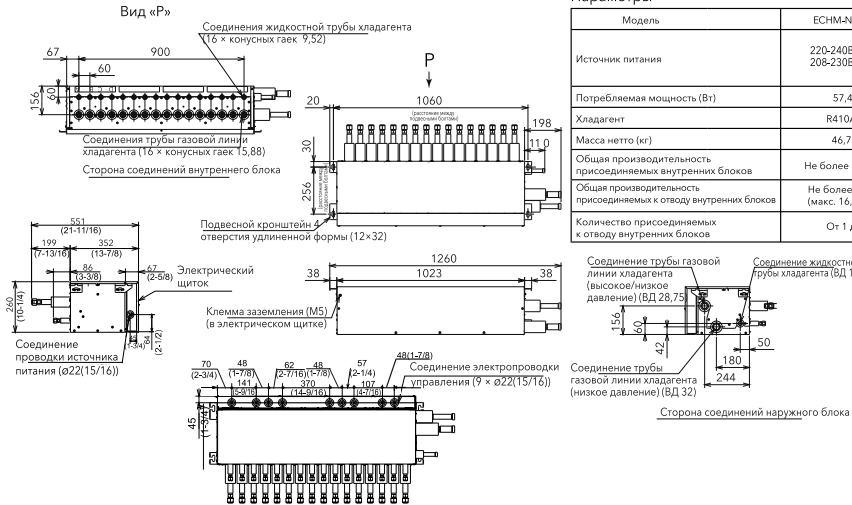 Вид «Р»
Соединения жидкостной трубы хладагента
(16 × конусных гаек 9,52)
67
900
60
156
60
Соединения трубы газовой линии
хладагента (16 × конусных гаек 15,88)
Сторона соединений внутреннего блока
P
20
1060
(расстояние между
подвесными болтами)
198
110
30
256
(расстояние между
подвесными болтами)
Подвесной кронштейн 4
отверстия удлиненной формы (12×32)
Модель
Источник питания
220-240В
208-230В
Потребляемая мощность (Вт)
57,4
Хладагент
R410A
Масса нетто (кг)
46,7
Общая производительность
присоединяемых внутренних блоков
Не более
Общая производительность
присоединяемых к отводу внутренних блоков
Не более
(макс. 16,
Количество присоединяемых
к отводу внутренних блоков
От 1 д
551
(21-11/16)
199
(7-13/16)
352
(13-7/8)
86
(3-3/8)
67
(2-5/8)
260
(10-1/4)
64
(2-1/2)
Электрический
щиток
Соединение
проводки источника
питания (ø22(15/16))
1260
38
1023
38
Клемма заземления (М5)
(в электрическом щитке)
Соединение трубы газовой
линии хладагента
(высокое/низкое
давление) (ВД 28,75)
156
60
42
50
180
244
Соединение трубы
газовой линии хладагента
(низкое давление) (ВД 32)
Сторона соединений наружного блока
70
(2-3/4)
48
(1-7/8)
62
(2-7/16)
48
(1-7/8)
57
(2-1/4)
48(1-7/8)
141
(5-9/16)
370
(14-9/16)
107
(4-7/16)
45
(1-3/4)
Соединение электропроводки
управления (9 × ø22(15/16))